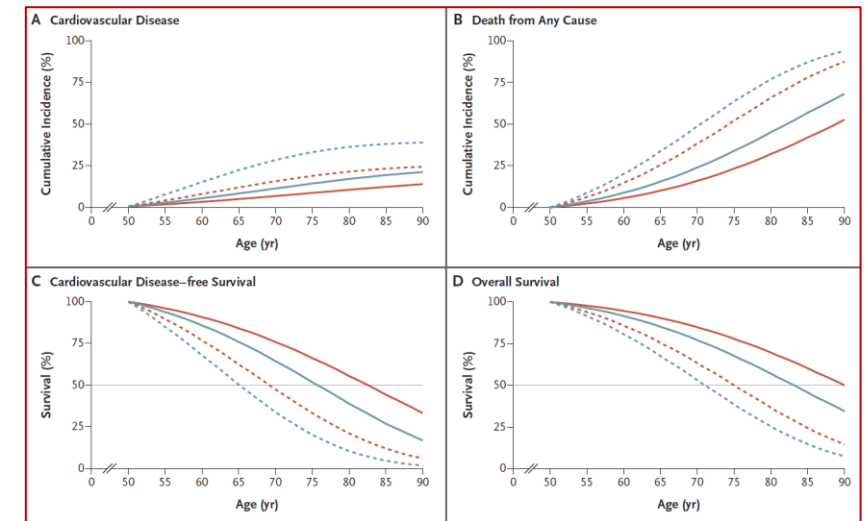 A Cardiovascular Disease
Cumulative Incidence (%)
100
75
50
25
0
0 50 55 60 65 70 75 80 85 90
Age (yr)
B Death from Any Cause
Cumulative Incidence (%)
100
75
50
25
0
0 50 55 60 65 70 75 80 85 90
Age (yr)
C Cardiovascular Disease–free Survival
Survival (%)
100
75
50
25
0
0 50 55 60 65 70 75 80 85 90
Age (yr)
D Overall Survival
Survival (%)
100
75
50
25
0
0 50 55 60 65 70 75 80 85 90
Age (yr)